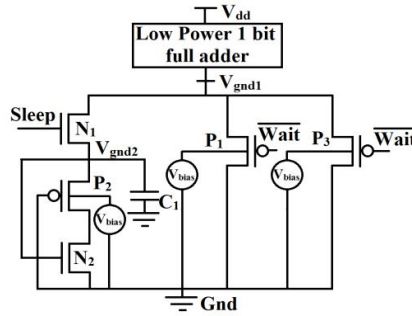 Vdd
Low Power 1 bit
full adder
Vgnd1
Sleep
N1
Vgnd2
P1
Wait
P3
Wait
P2
C1
Vbias
Vbias
Vbias
N2
Gnd